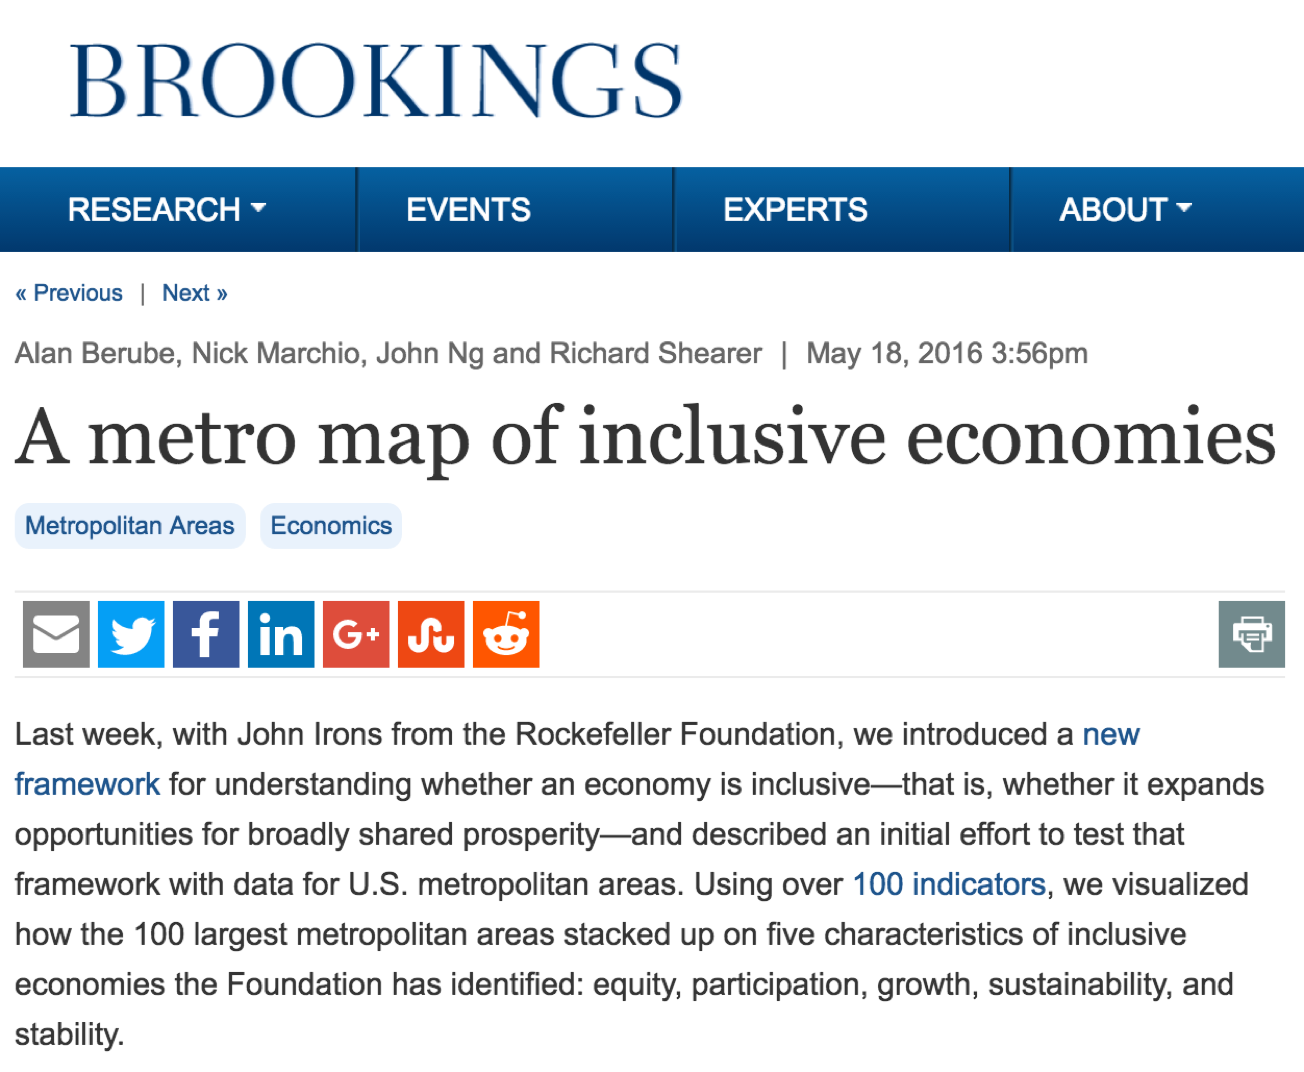 BROOKINGS
RESEARCH EVENTS EXPERTS ABOUT
« Previous | Next »
Alan Berube, Nick Marchio, John Ng and Richard Shearer | May 18, 2016 3:56pm
A metro map of inclusive economies
Metropolitan Areas Economics
f in G+
Last week, with John Irons from the Rockefeller Foundation, we introduced a new
framework for understanding whether an economy is inclusive—that is, whether it expands
opportunities for broadly shared prosperity—and described an initial effort to test that
framework with data for U.S. metropolitan areas. Using over 100 indicators, we visualized
how the 100 largest metropolitan areas stacked up on five characteristics of inclusive
economies the Foundation has identified: equity, participation, growth, sustainability, and
stability.